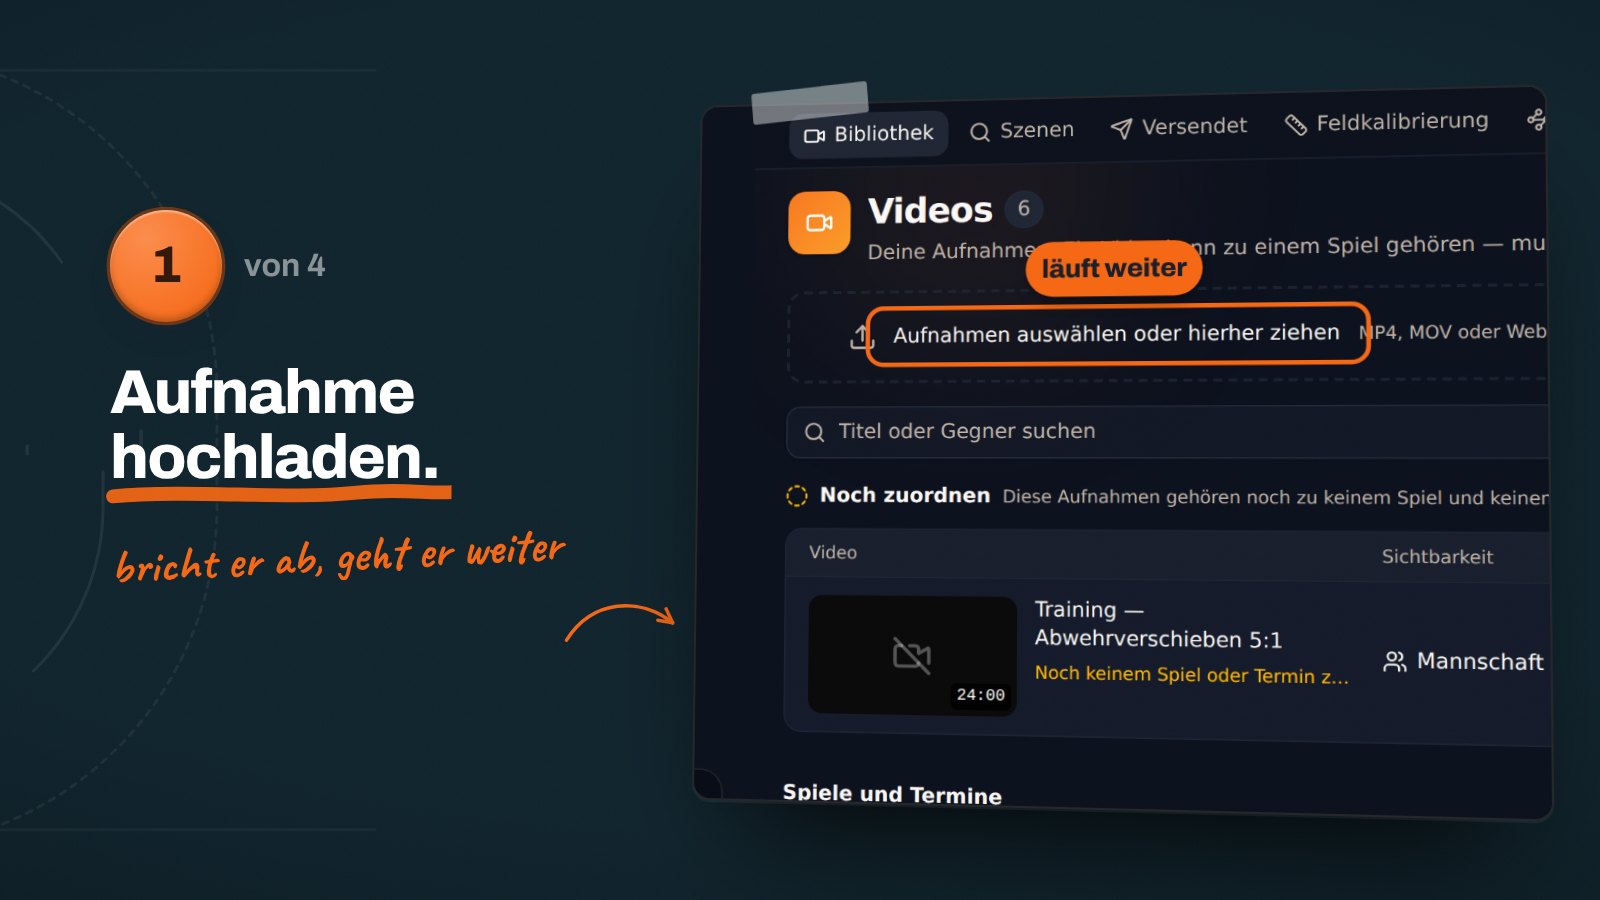 1 von 4
Aufnahme
hochladen.
bricht er ab, geht er weiter
Bibliothek
Szenen
Versendet
Feldkalibrierung
Videos 6
Deine Aufnahme
zu einem Spiel gehören — mu
läuft weiter
Aufnahmen auswählen oder hierher ziehen
MP4, MOV oder Web
Titel oder Gegner suchen
Noch zuordnen Diese Aufnahmen gehören noch zu keinem Spiel und keinen
Video
Sichtbarkeit
Training —
Abwehrverschieben 5:1
Noch keinem Spiel oder Termin z…
24:00
Mannschaft
Spiele und Termine